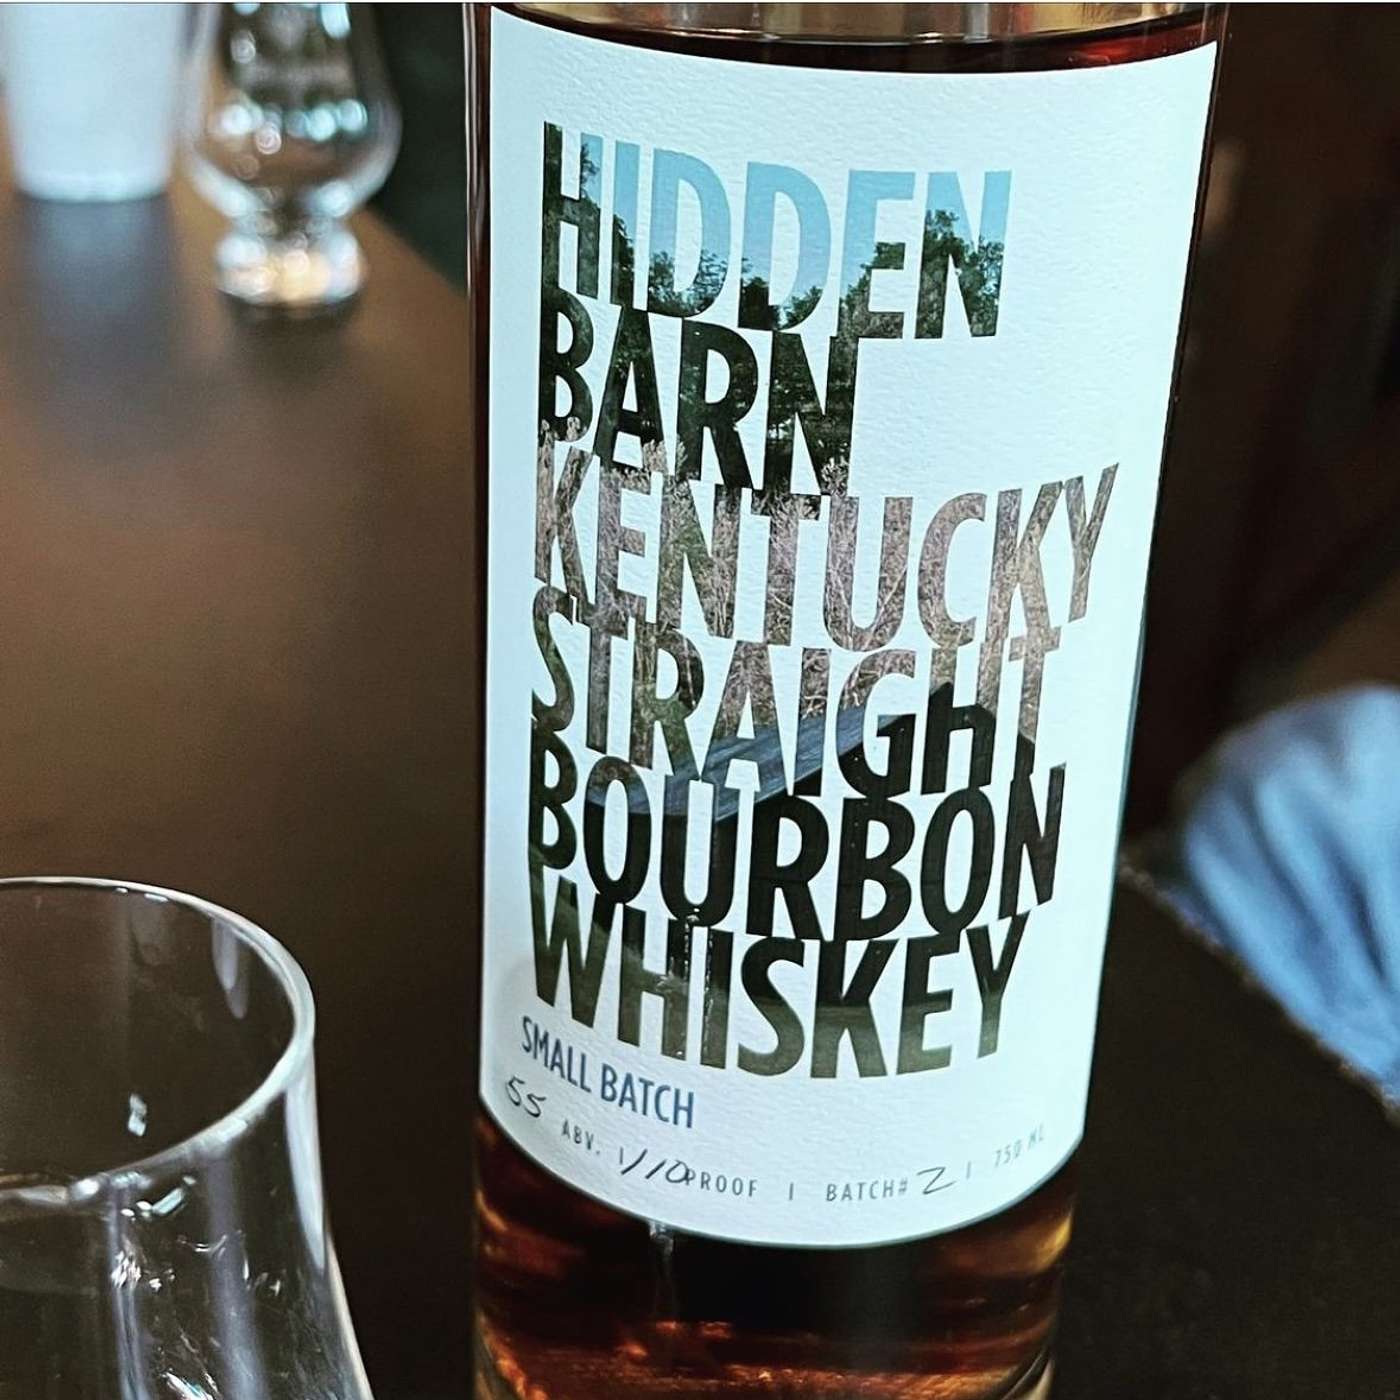 HIDDEN
BARN
KENTUCKY
STRAIGHT
BOURBON
WHISKEY
SMALL BATCH
55 ABV. | 110 PROOF | BATCH# 2 | 750 ML